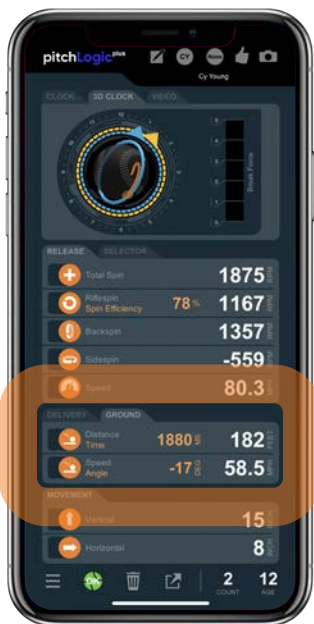 pitchLogic plus
CY
None
Cy Young
CLOCK 3D CLOCK VIDEO
Break Force
RELEASE SELECTOR
Total Spin 1875 RPM
Riflespin
Spin Efficiency 78 % 1167 RPM
Backspin 1357 RPM
Sidespin -559 RPM
Speed 80.3 MPH
DELIVERY GROUND
Distance
Time 1880 MS 182 FEET
Speed
Angle -17 DEG 58.5 MPH
MOVEMENT
Vertical 15 INCH
Horizontal 8 INCH
2 12
COUNT AGE